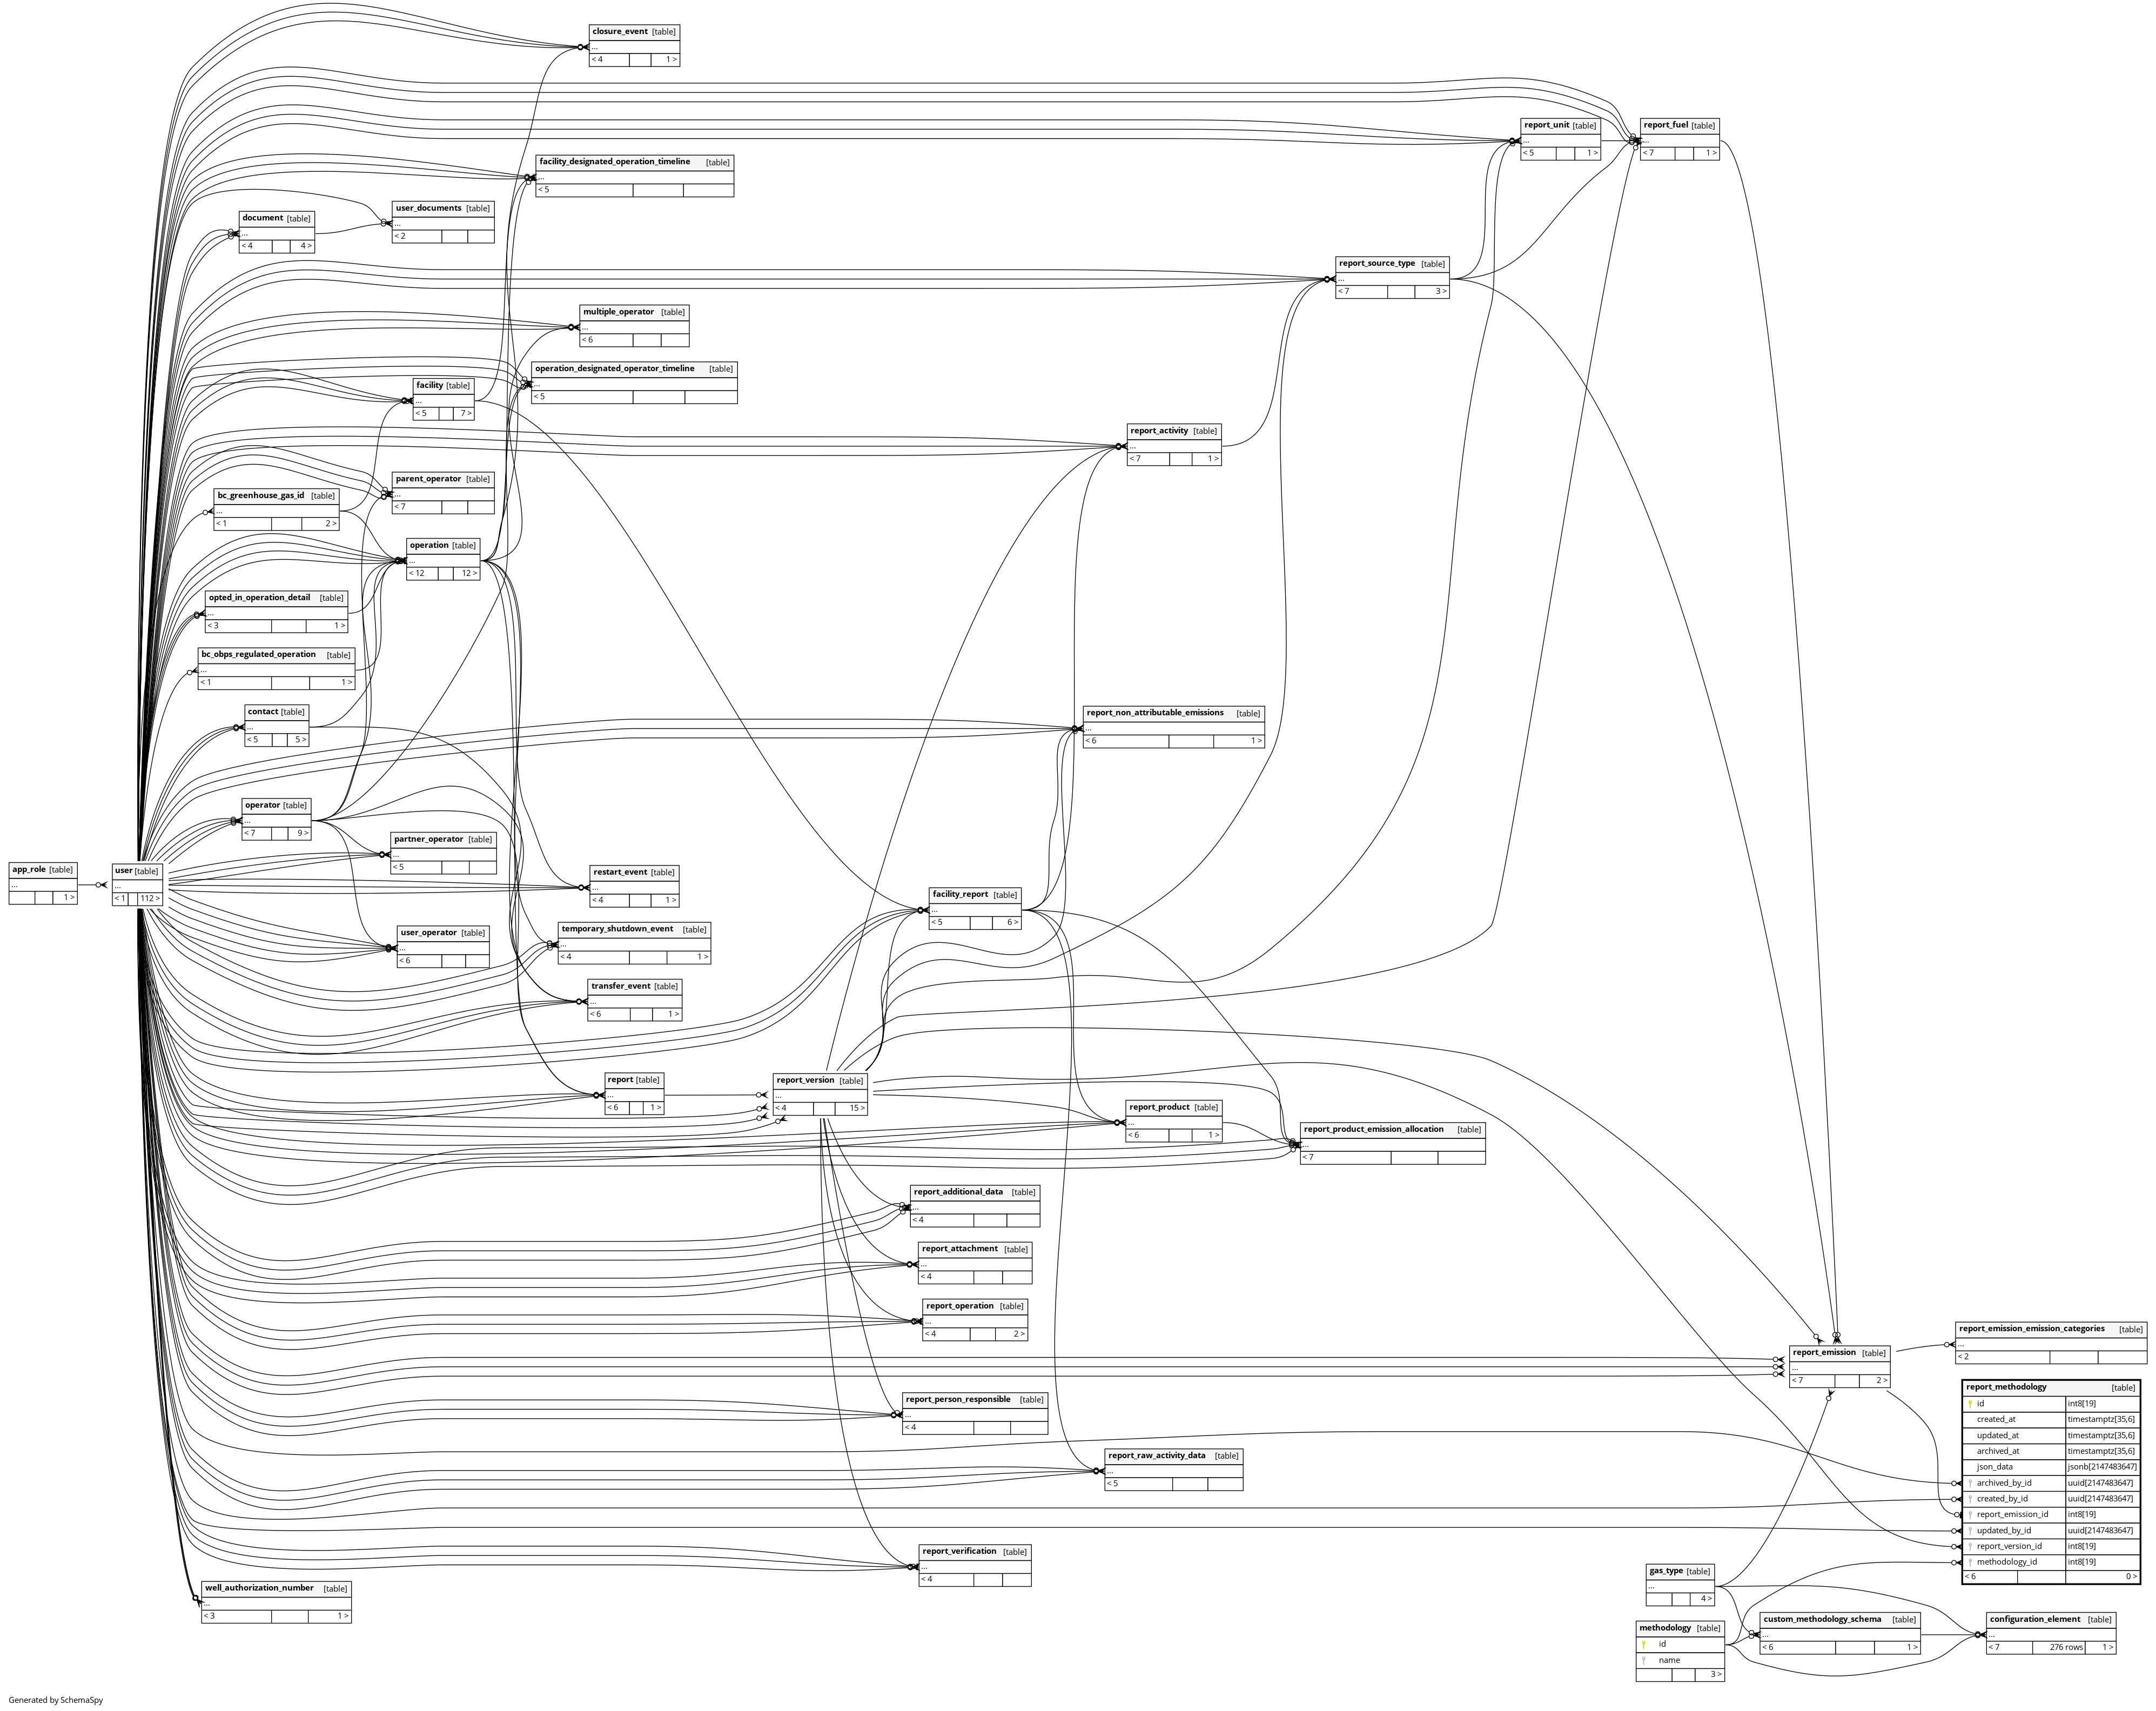 closure_event [table]
...
< 4 1 >
report_unit [table]
...
< 5 1 >
report_fuel [table]
...
< 7 1 >
facility_designated_operation_timeline [table]
...
< 5
user_documents [table]
...
< 2
document [table]
...
< 4 4 >
report_source_type [table]
...
< 7 3 >
multiple_operator [table]
...
< 6
operation_designated_operator_timeline [table]
...
< 5
facility [table]
...
< 5 7 >
report_activity [table]
...
< 7 1 >
parent_operator [table]
...
< 7
bc_greenhouse_gas_id [table]
...
< 1 2 >
operation [table]
...
< 12 12 >
opted_in_operation_detail [table]
...
< 3 1 >
bc_obps_regulated_operation [table]
...
< 1 1 >
contact [table]
...
< 5 5 >
report_non_attributable_emissions [table]
...
< 6 1 >
operator [table]
...
< 7 9 >
partner_operator [table]
...
< 5
app_role [table]
...
1 >
user [table]
...
< 1 112 >
restart_event [table]
...
< 4 1 >
facility_report [table]
...
< 5 6 >
user_operator [table]
...
< 6
temporary_shutdown_event [table]
...
< 4 1 >
transfer_event [table]
...
< 6 1 >
report [table]
...
< 6 1 >
report_version [table]
...
< 4 15 >
report_product [table]
...
< 6 1 >
report_product_emission_allocation [table]
...
< 7
report_additional_data [table]
...
< 4
report_attachment [table]
...
< 4
report_operation [table]
...
< 4 2 >
report_emission_emission_categories [table]
...
< 2
report_emission [table]
...
< 7 2 >
report_person_responsible [table]
...
< 4
report_methodology [table]
id int8[19]
created_at timestamptz[35,6]
updated_at timestamptz[35,6]
archived_at timestamptz[35,6]
json_data jsonb[2147483647]
archived_by_id uuid[2147483647]
created_by_id uuid[2147483647]
report_emission_id int8[19]
updated_by_id uuid[2147483647]
report_version_id int8[19]
methodology_id int8[19]
< 6 0 >
report_raw_activity_data [table]
...
< 5
report_verification [table]
...
< 4
gas_type [table]
...
4 >
well_authorization_number [table]
...
< 3 1 >
custom_methodology_schema [table]
...
< 6 1 >
configuration_element [table]
...
< 7 276 rows 1 >
methodology [table]
id
name
3 >
Generated by SchemaSpy